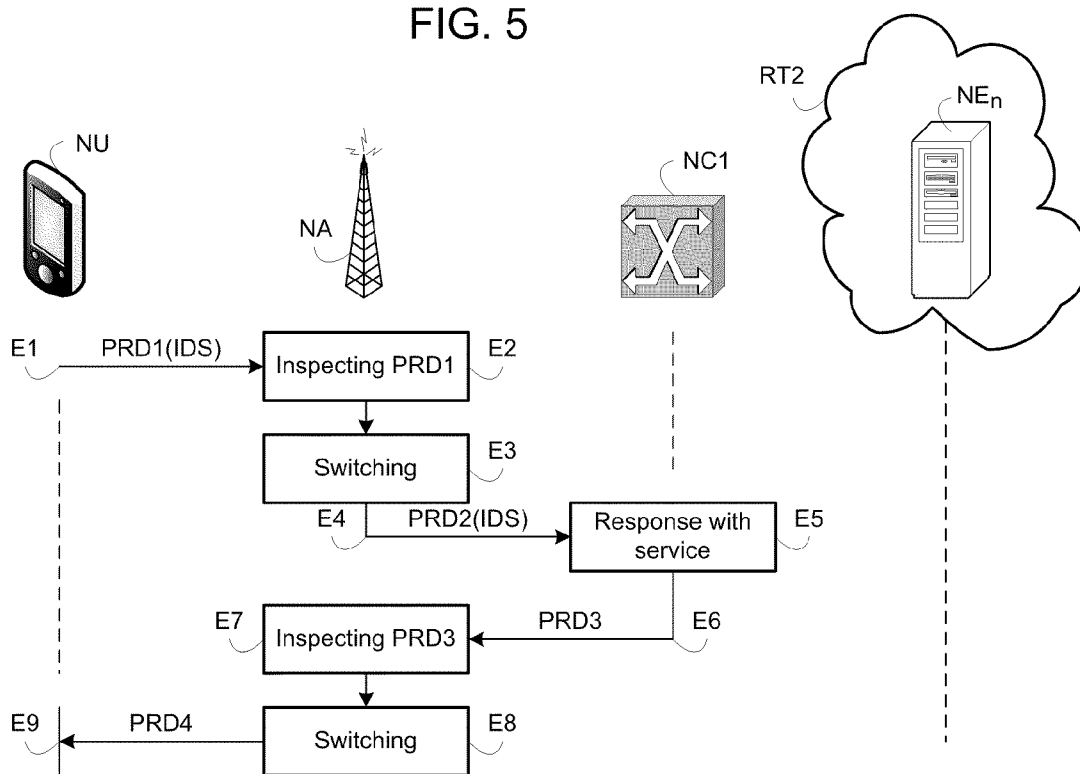 FIG. 5
RT2
NEn
NU
NC1
NA
E1
PRD1(IDS)
Inspecting PRD1
E2
Switching
E3
E4
PRD2(IDS)
Response with
service
E5
E7
Inspecting PRD3
PRD3
E6
E9
PRD4
Switching
E8